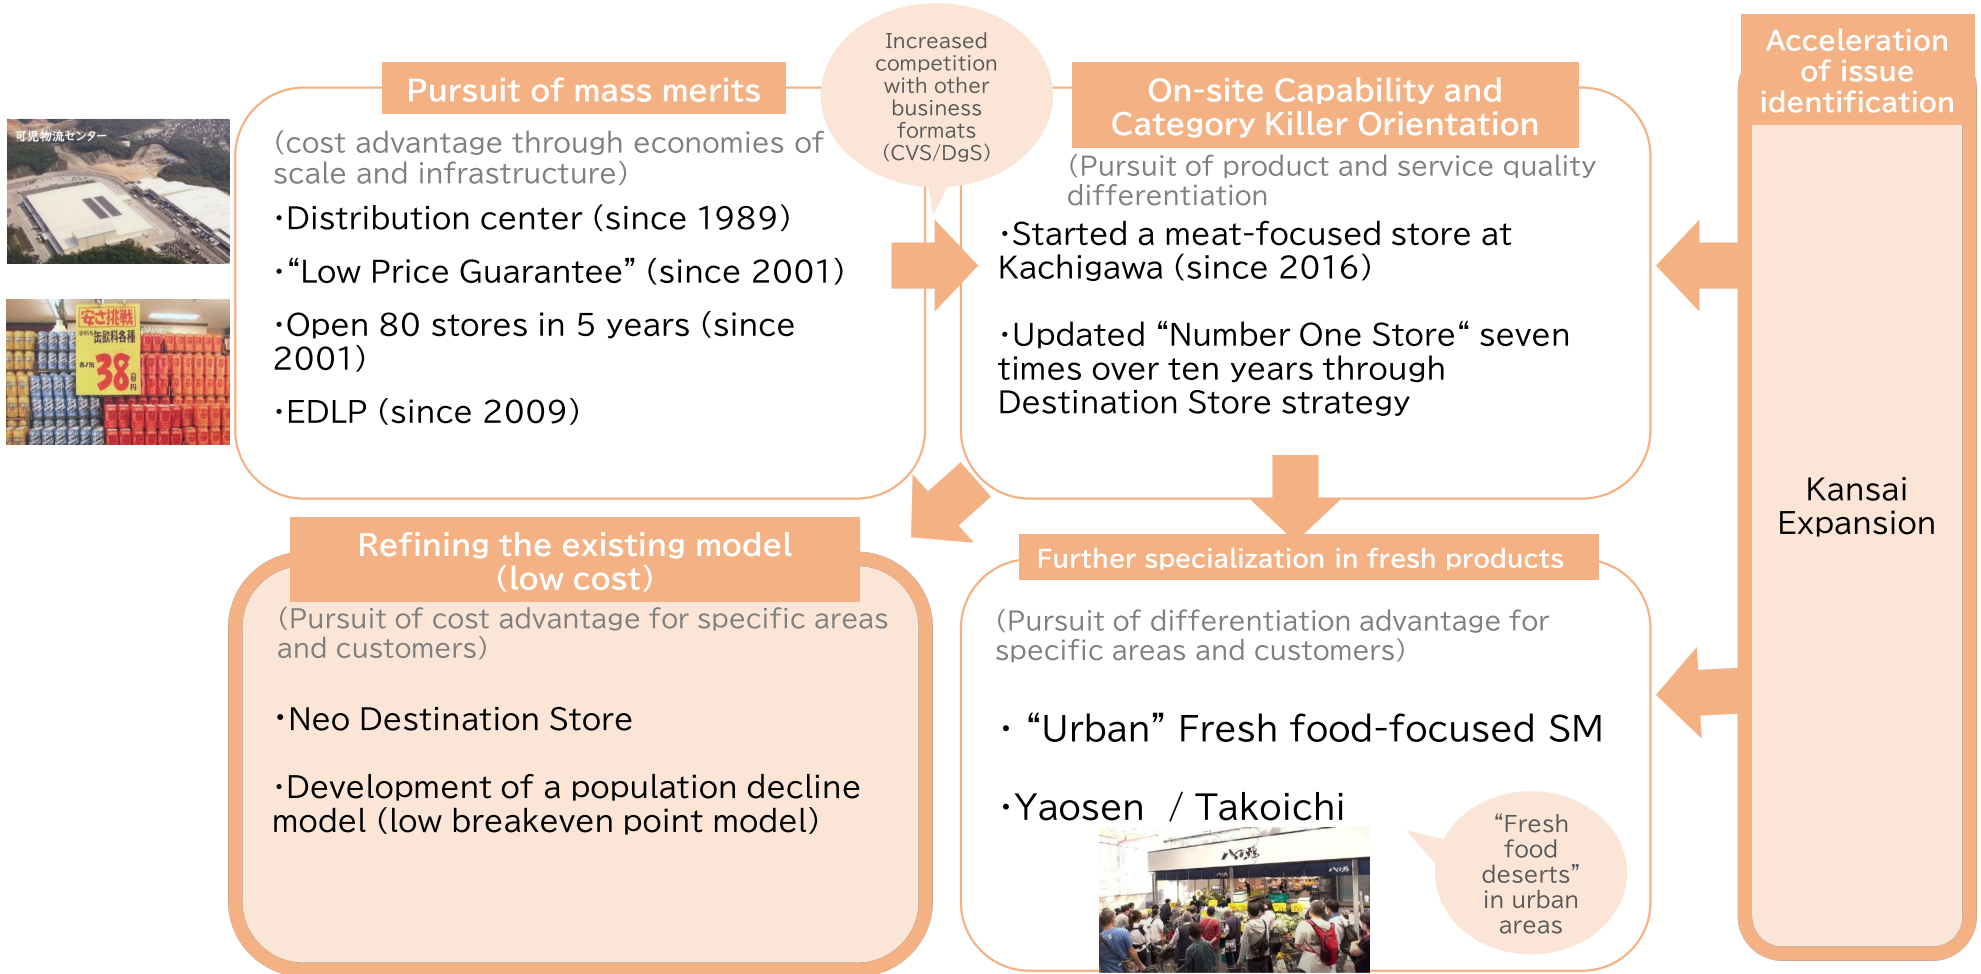 Pursuit of mass merits
(cost advantage through economies of
scale and infrastructure)
・Distribution center (since 1989)
・“Low Price Guarantee” (since 2001)
・Open 80 stores in 5 years (since
2001)
・EDLP (since 2009)
可児物流センター
安さ挑戦
缶飲料各種
38
円
Increased
competition
with other
business
formats
(CVS/DgS)
On-site Capability and
Category Killer Orientation
(Pursuit of product and service quality
differentiation
・Started a meat-focused store at
Kachigawa (since 2016)
・Updated “Number One Store“ seven
times over ten years through
Destination Store strategy
Refining the existing model
(low cost)
(Pursuit of cost advantage for specific areas
and customers)
・Neo Destination Store
・Development of a population decline
model (low breakeven point model)
Further specialization in fresh products
(Pursuit of differentiation advantage for
specific areas and customers)
・ “Urban” Fresh food-focused SM
・Yaosen / Takoichi
“Fresh
food
deserts”
in urban
areas
Acceleration
of issue
identification
Kansai
Expansion